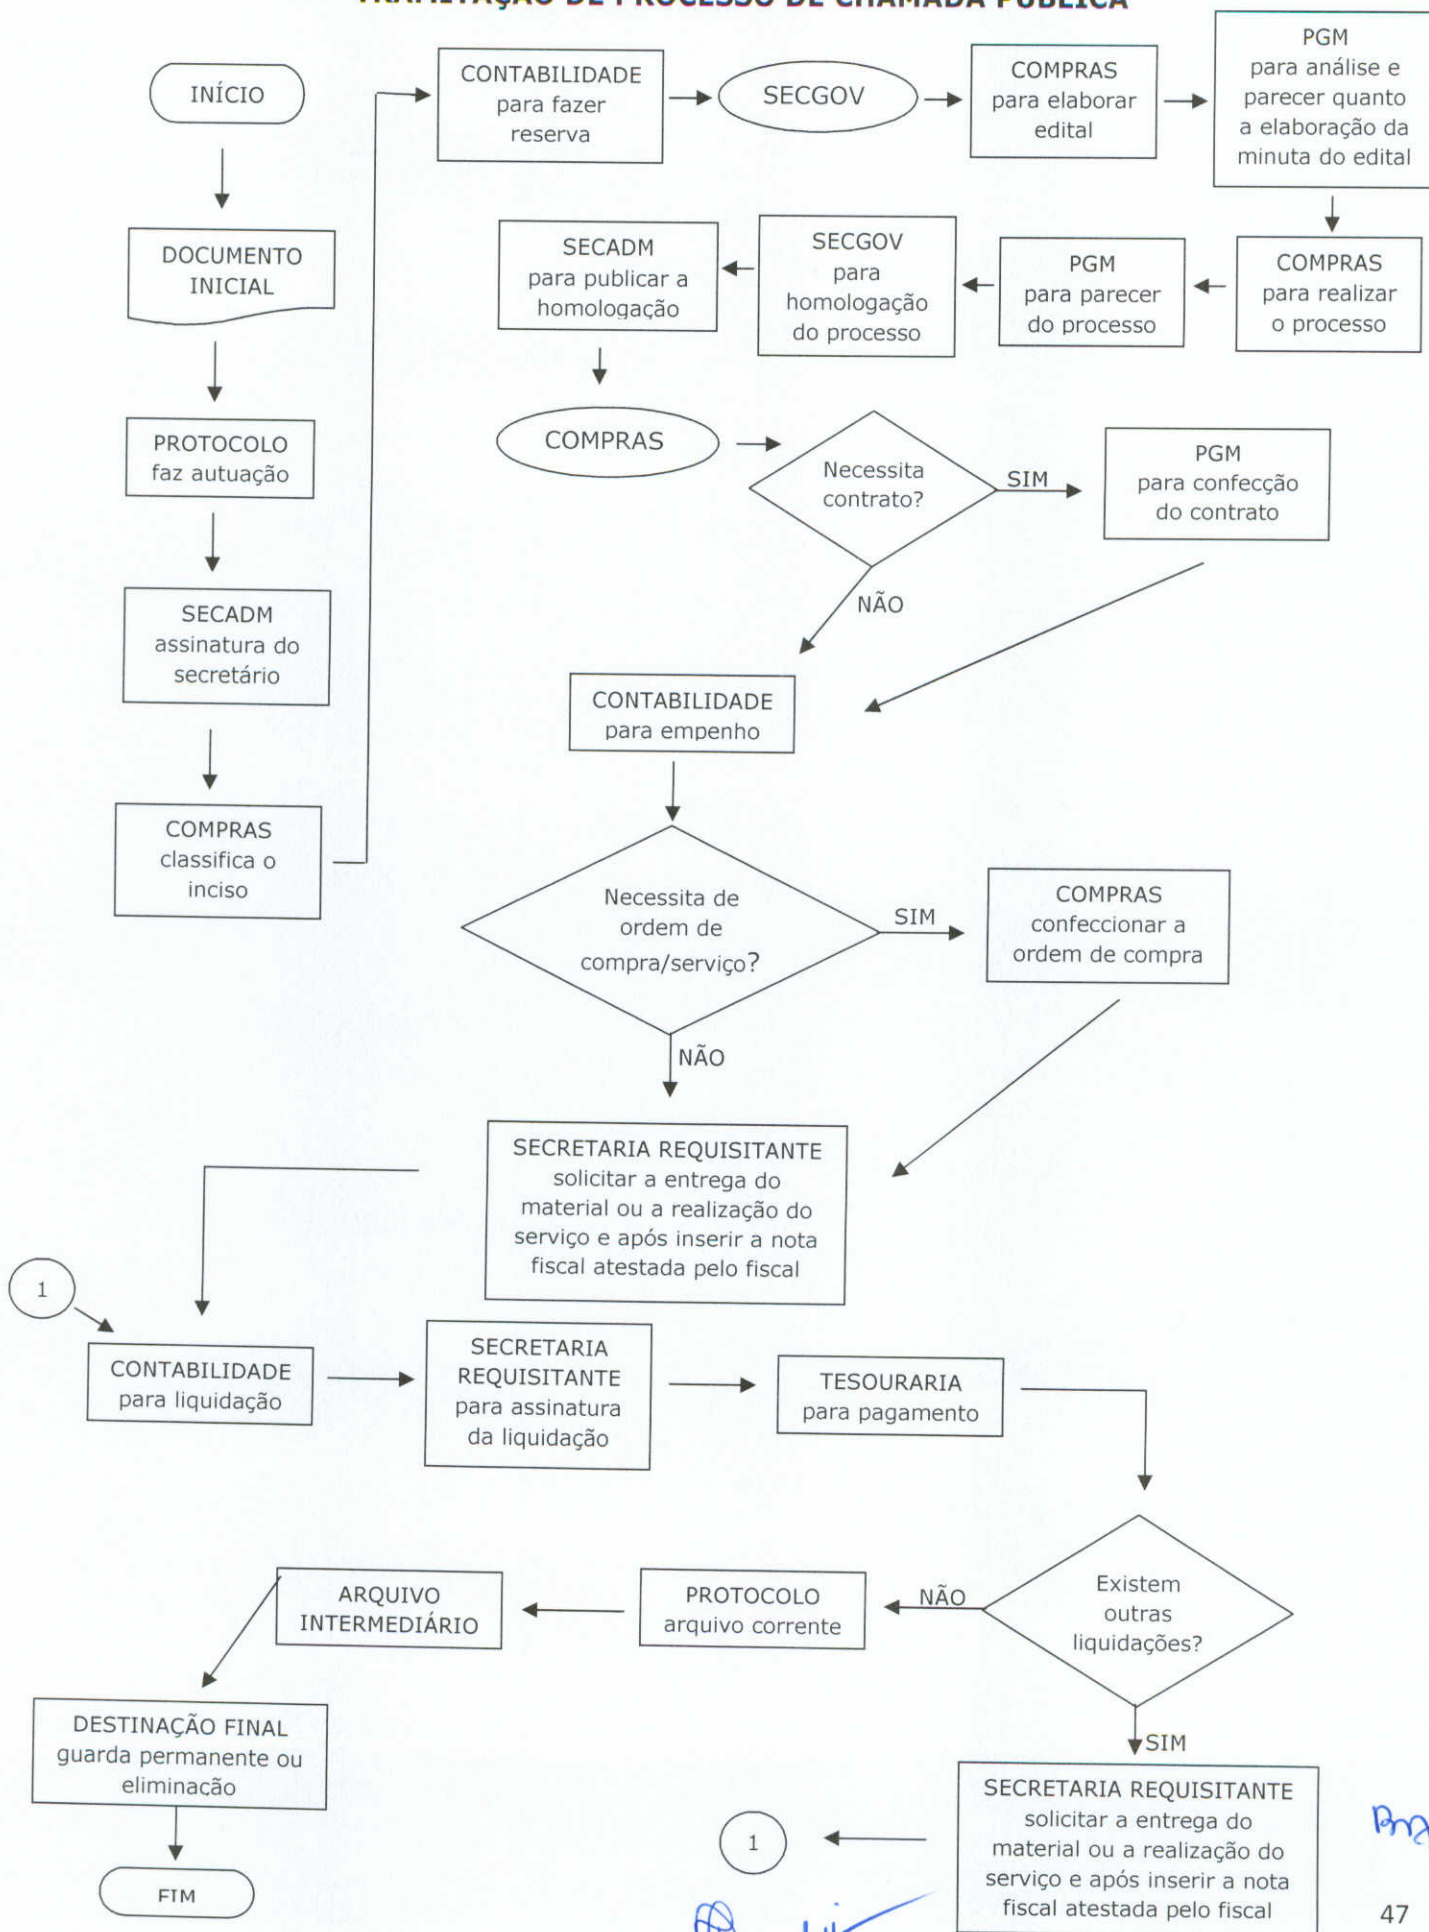 TRAMITAÇÃO DE PROCESSO DE CHAMADA PÚBLICA
INÍCIO
DOCUMENTO
INICIAL
PROTOCOLO
faz autuação
SECADM
assinatura do
secretário
COMPRAS
classifica o
inciso
CONTABILIDADE
para fazer
reserva
SECGOV
COMPRAS
para elaborar
edital
PGM
para análise e
parecer quanto
a elaboração da
minuta do edital
COMPRAS
para realizar
o processo
PGM
para parecer
do processo
SECGOV
para
homologação
do processo
SECADM
para publicar a
homologação
COMPRAS
Necessita
contrato?
SIM
PGM
para confecção
do contrato
NÃO
CONTABILIDADE
para empenho
Necessita de
ordem de
compra/serviço?
SIM
COMPRAS
confeccionar a
ordem de compra
NÃO
SECRETARIA REQUISITANTE
solicitar a entrega do
material ou a realização do
serviço e após inserir a nota
fiscal atestada pelo fiscal
1
CONTABILIDADE
para liquidação
SECRETARIA
REQUISITANTE
para assinatura
da liquidação
TESOURARIA
para pagamento
Existem
outras
liquidações?
NÃO
PROTOCOLO
arquivo corrente
ARQUIVO
INTERMEDIÁRIO
DESTINAÇÃO FINAL
guarda permanente ou
eliminação
FIM
SIM
SECRETARIA REQUISITANTE
solicitar a entrega do
material ou a realização do
serviço e após inserir a nota
fiscal atestada pelo fiscal
1
47